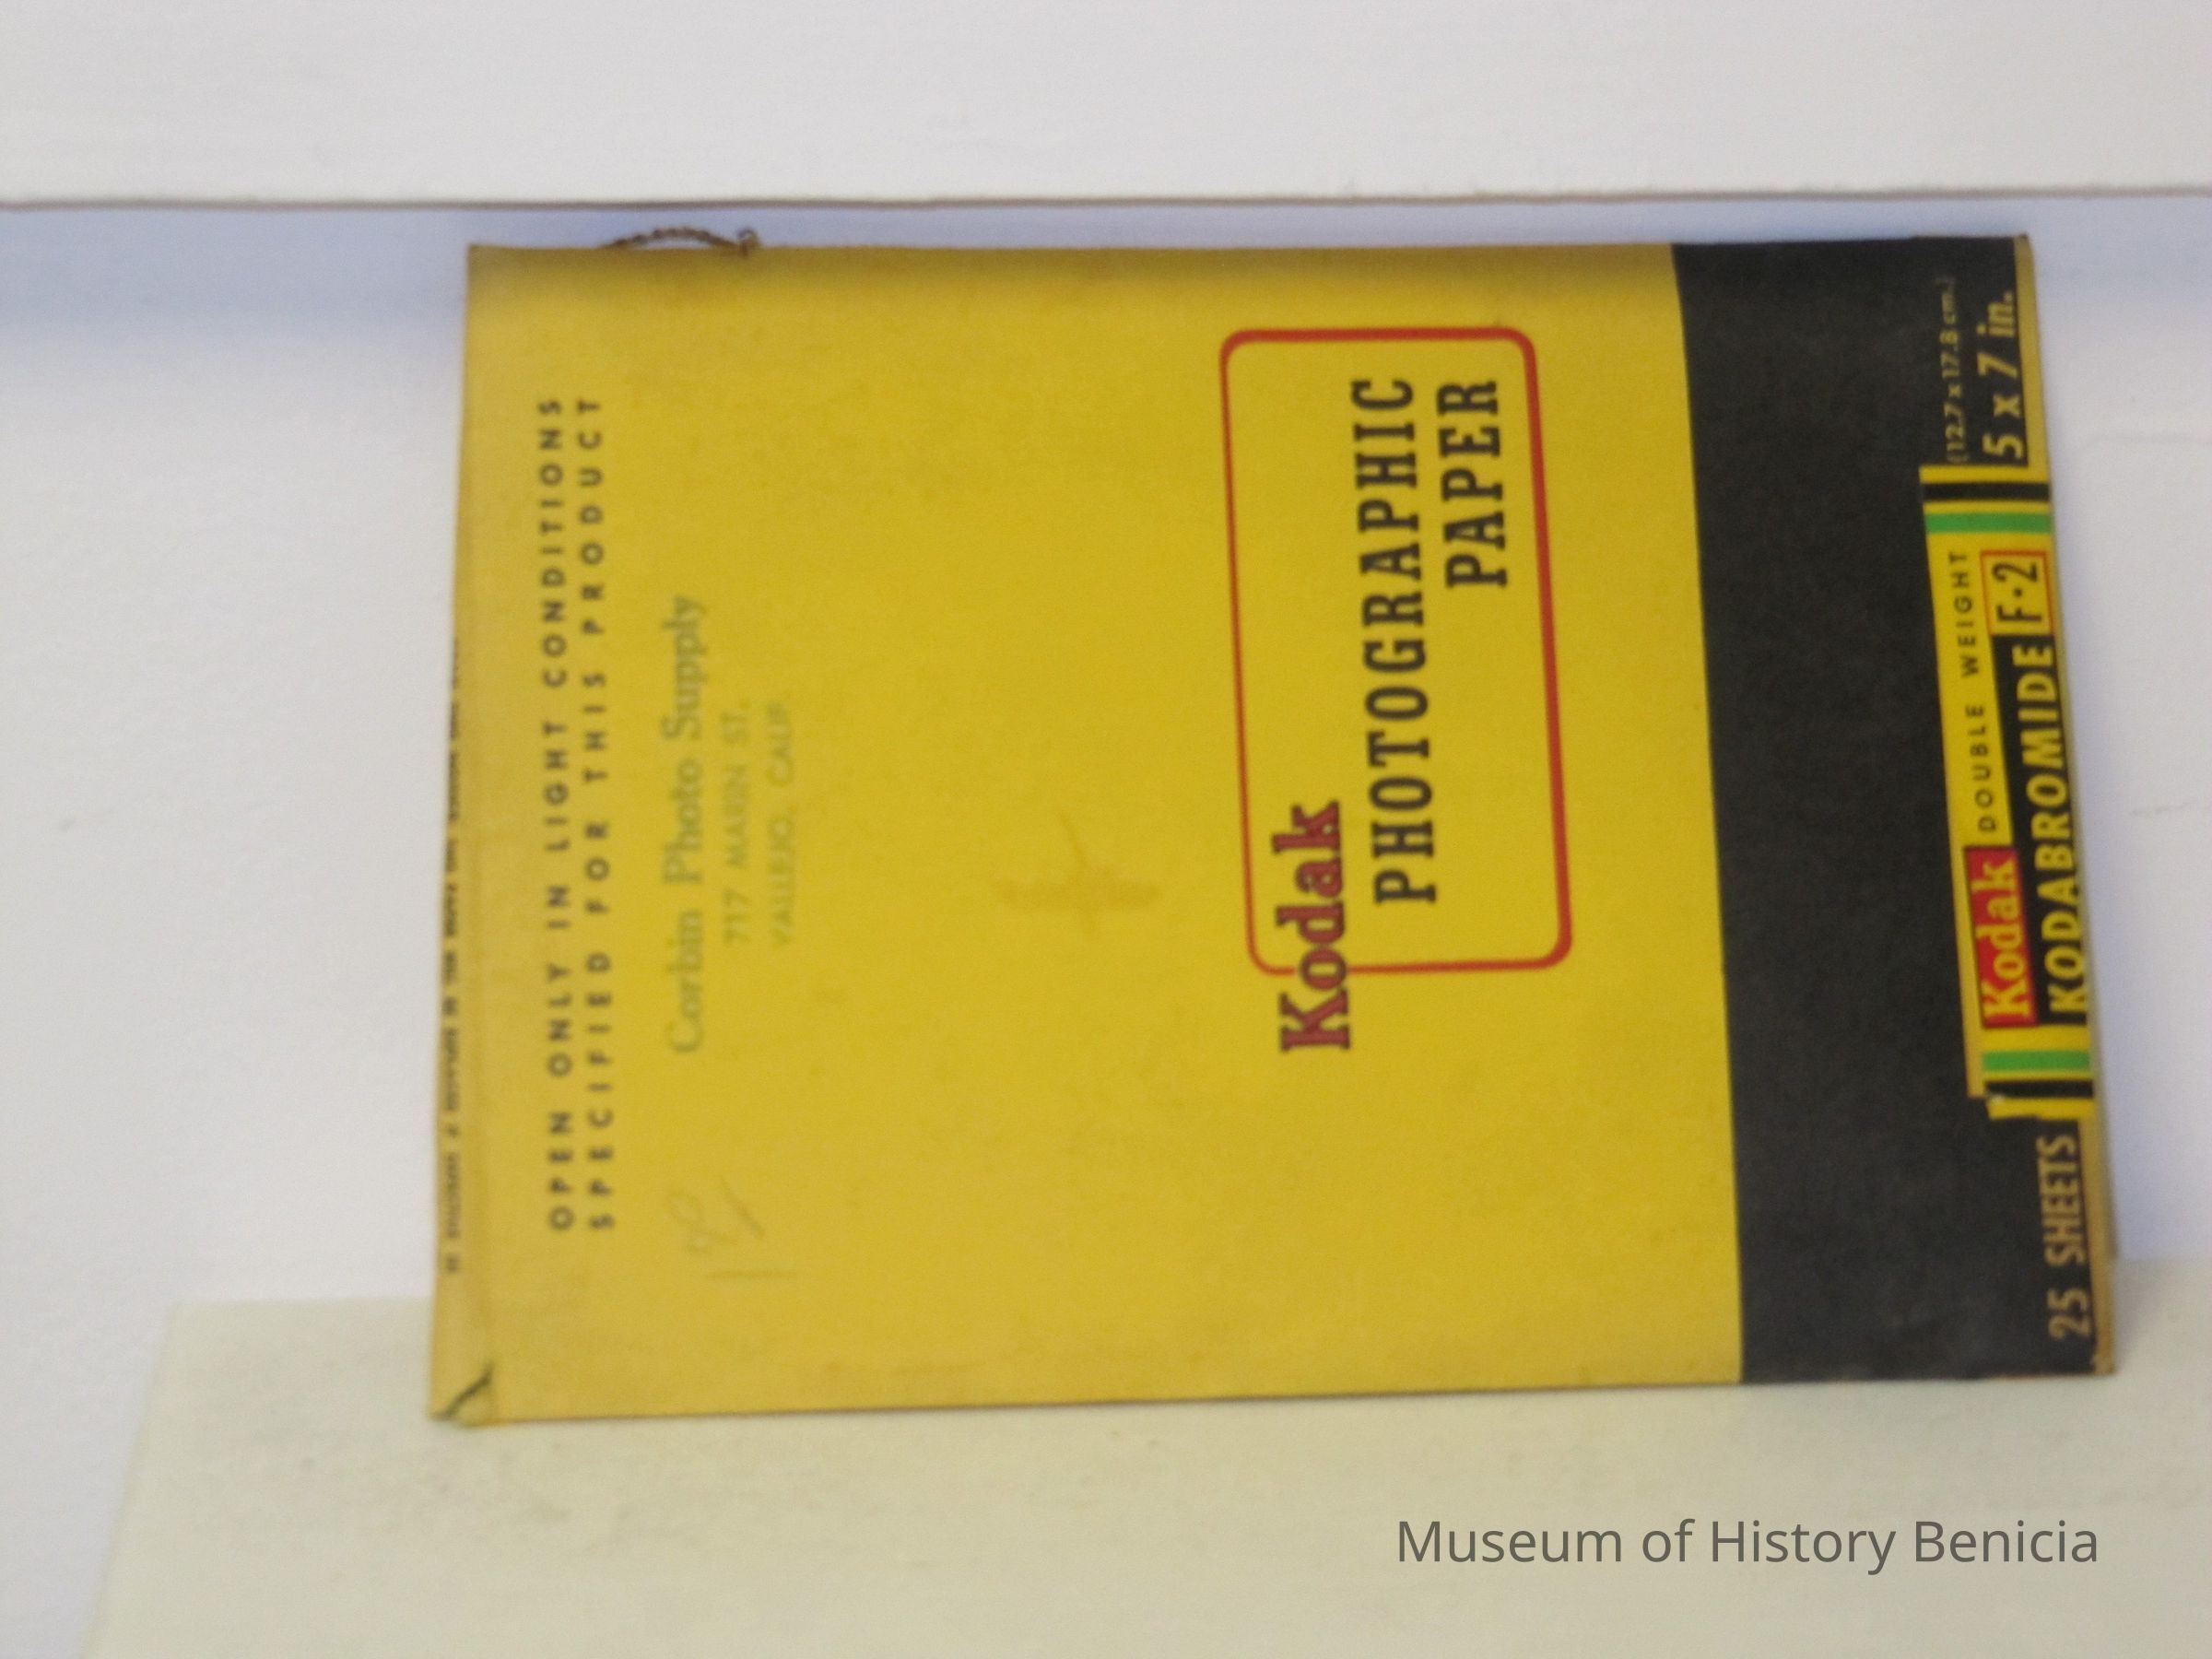 OPEN ONLY IN LIGHT CONDITIONS
SPECIFIED FOR THIS PRODUCT
Corbin Photo Supply
717 MARIN ST.
VALLEJO, CALIF.
Kodak
PHOTOGRAPHIC
PAPER
25 SHEETS
Kodak DOUBLE WEIGHT
KODABROMIDE F·2
(12.7 x 17.8 cm.)
5 x 7 in.
Museum of History Benicia